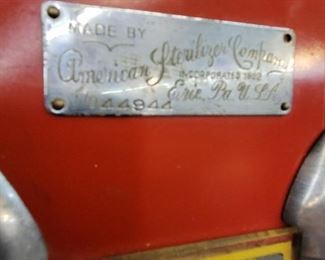 MADE BY
American Sterilizer Company
INCORPORATED 1902
Erie, Pa. U.S.A.
44944